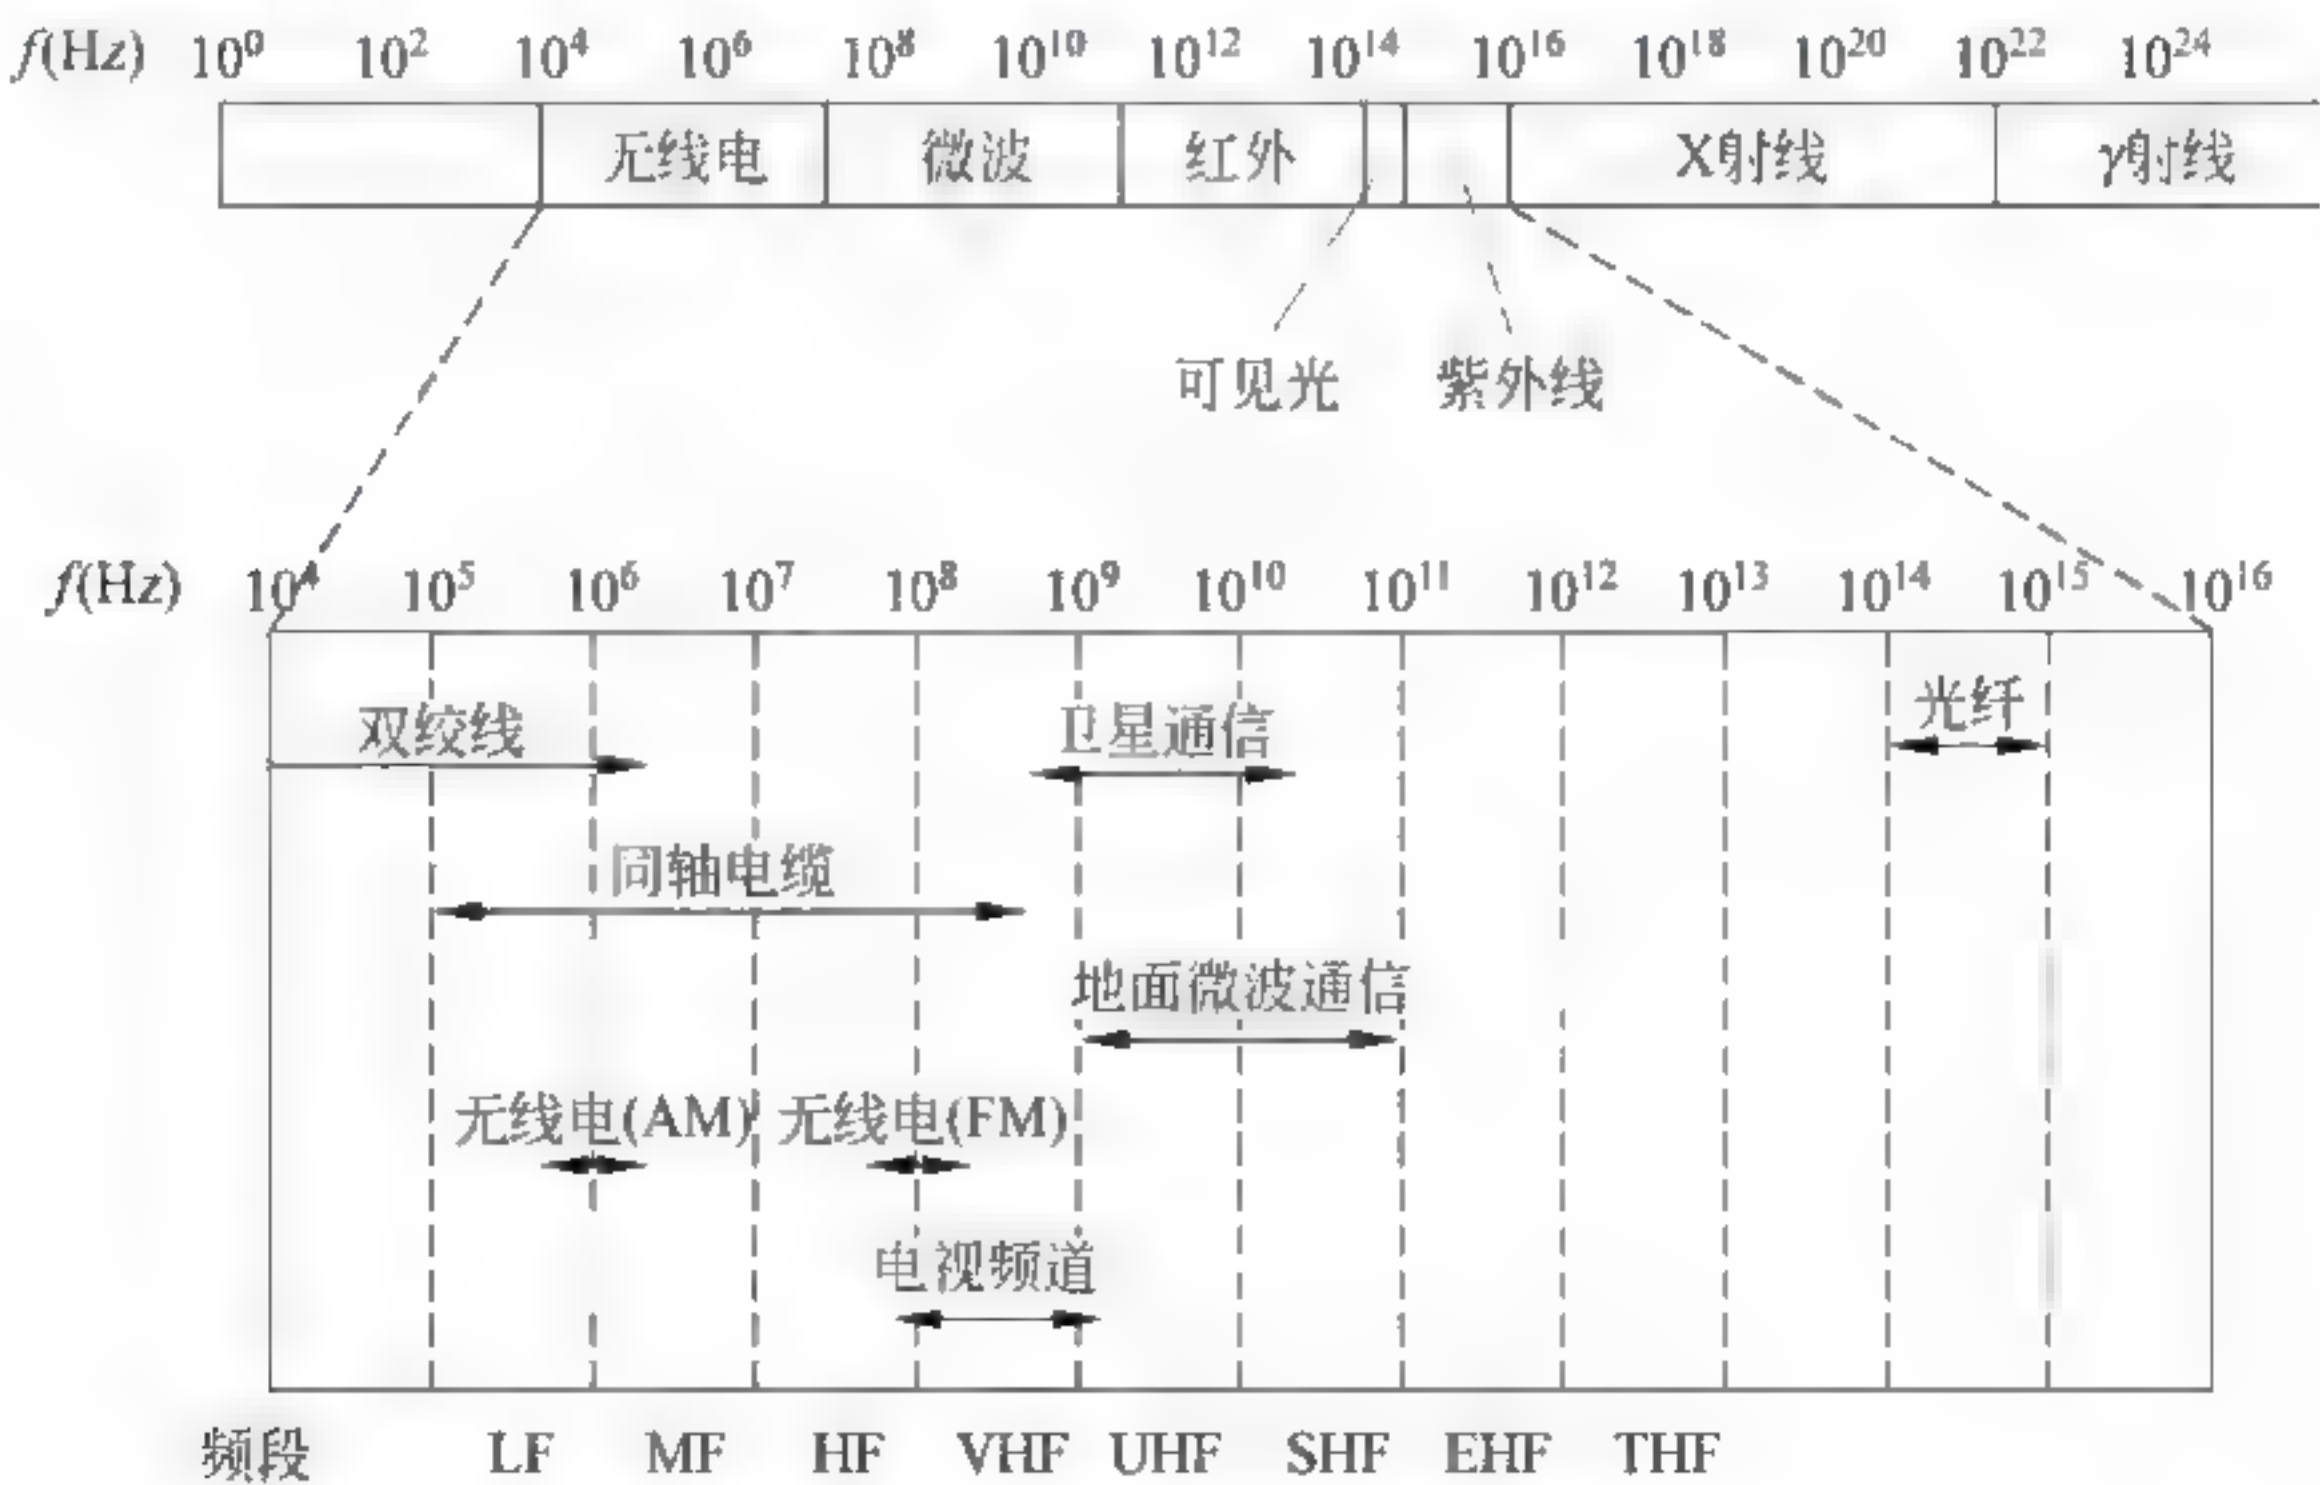 f(Hz) 10⁰ 10² 10⁴ 10⁶ 10⁸ 10¹⁰ 10¹² 10¹⁴ 10¹⁶ 10¹⁸ 10²⁰ 10²² 10²⁴
无线电 微波 红外 X射线 γ射线
可见光 紫外线
f(Hz) 10⁴ 10⁵ 10⁶ 10⁷ 10⁸ 10⁹ 10¹⁰ 10¹¹ 10¹² 10¹³ 10¹⁴ 10¹⁵ 10¹⁶
双绞线 卫星通信 光纤
同轴电缆
地面微波通信
无线电(AM) 无线电(FM)
电视频道
频段 LF MF HF VHF UHF SHF EHF THF